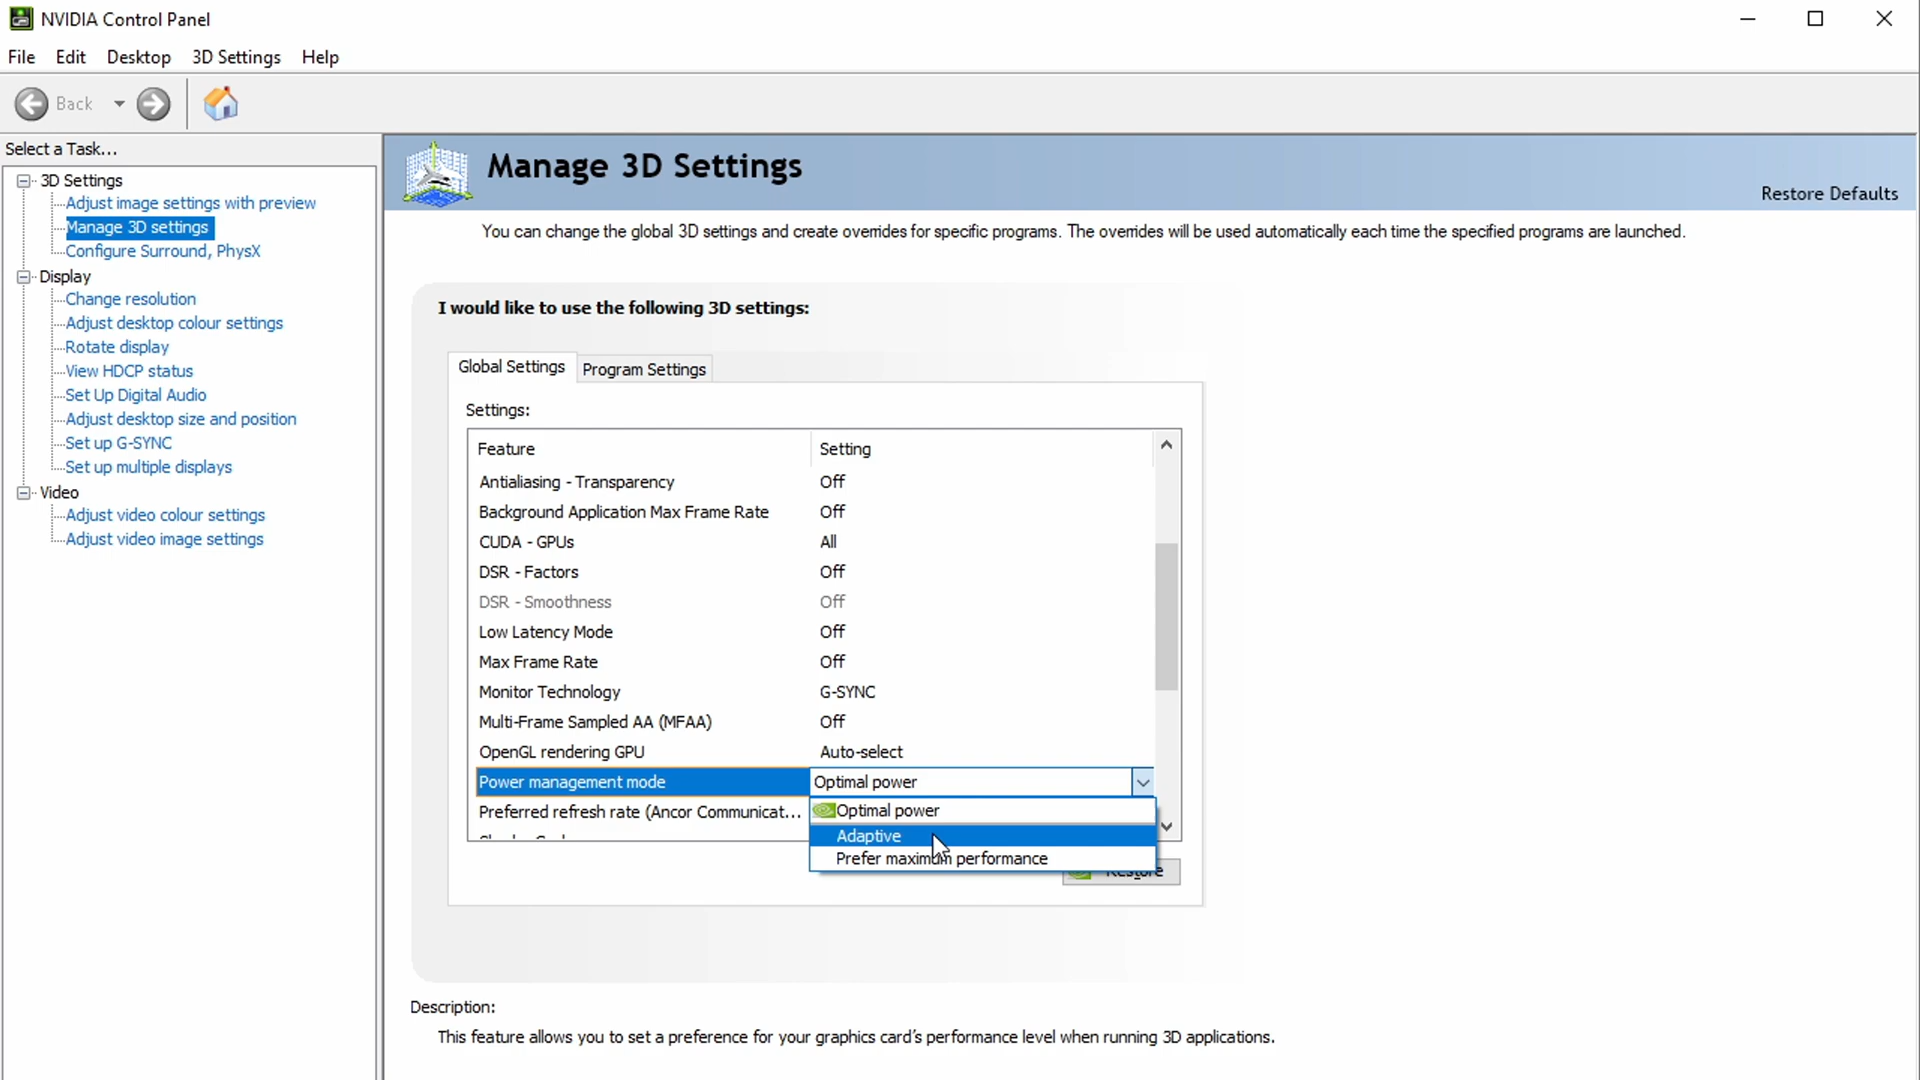 NVIDIA Control Panel
File Edit Desktop 3D Settings Help
Back
Select a Task...
3D Settings
Adjust image settings with preview
Manage 3D settings
Configure Surround, PhysX
Display
Change resolution
Adjust desktop colour settings
Rotate display
View HDCP status
Set Up Digital Audio
Adjust desktop size and position
Set up G-SYNC
Set up multiple displays
Video
Adjust video colour settings
Adjust video image settings
Manage 3D Settings
Restore Defaults
You can change the global 3D settings and create overrides for specific programs. The overrides will be used automatically each time the specified programs are launched.
I would like to use the following 3D settings:
Global Settings Program Settings
Settings:
Feature Setting
Antialiasing - Transparency Off
Background Application Max Frame Rate Off
CUDA - GPUs All
DSR - Factors Off
DSR - Smoothness Off
Low Latency Mode Off
Max Frame Rate Off
Monitor Technology G-SYNC
Multi-Frame Sampled AA (MFAA) Off
OpenGL rendering GPU Auto-select
Power management mode Optimal power
Preferred refresh rate (Ancor Communicat... Optimal power
Adaptive
Prefer maximum performance
Restore
Description:
This feature allows you to set a preference for your graphics card's performance level when running 3D applications.